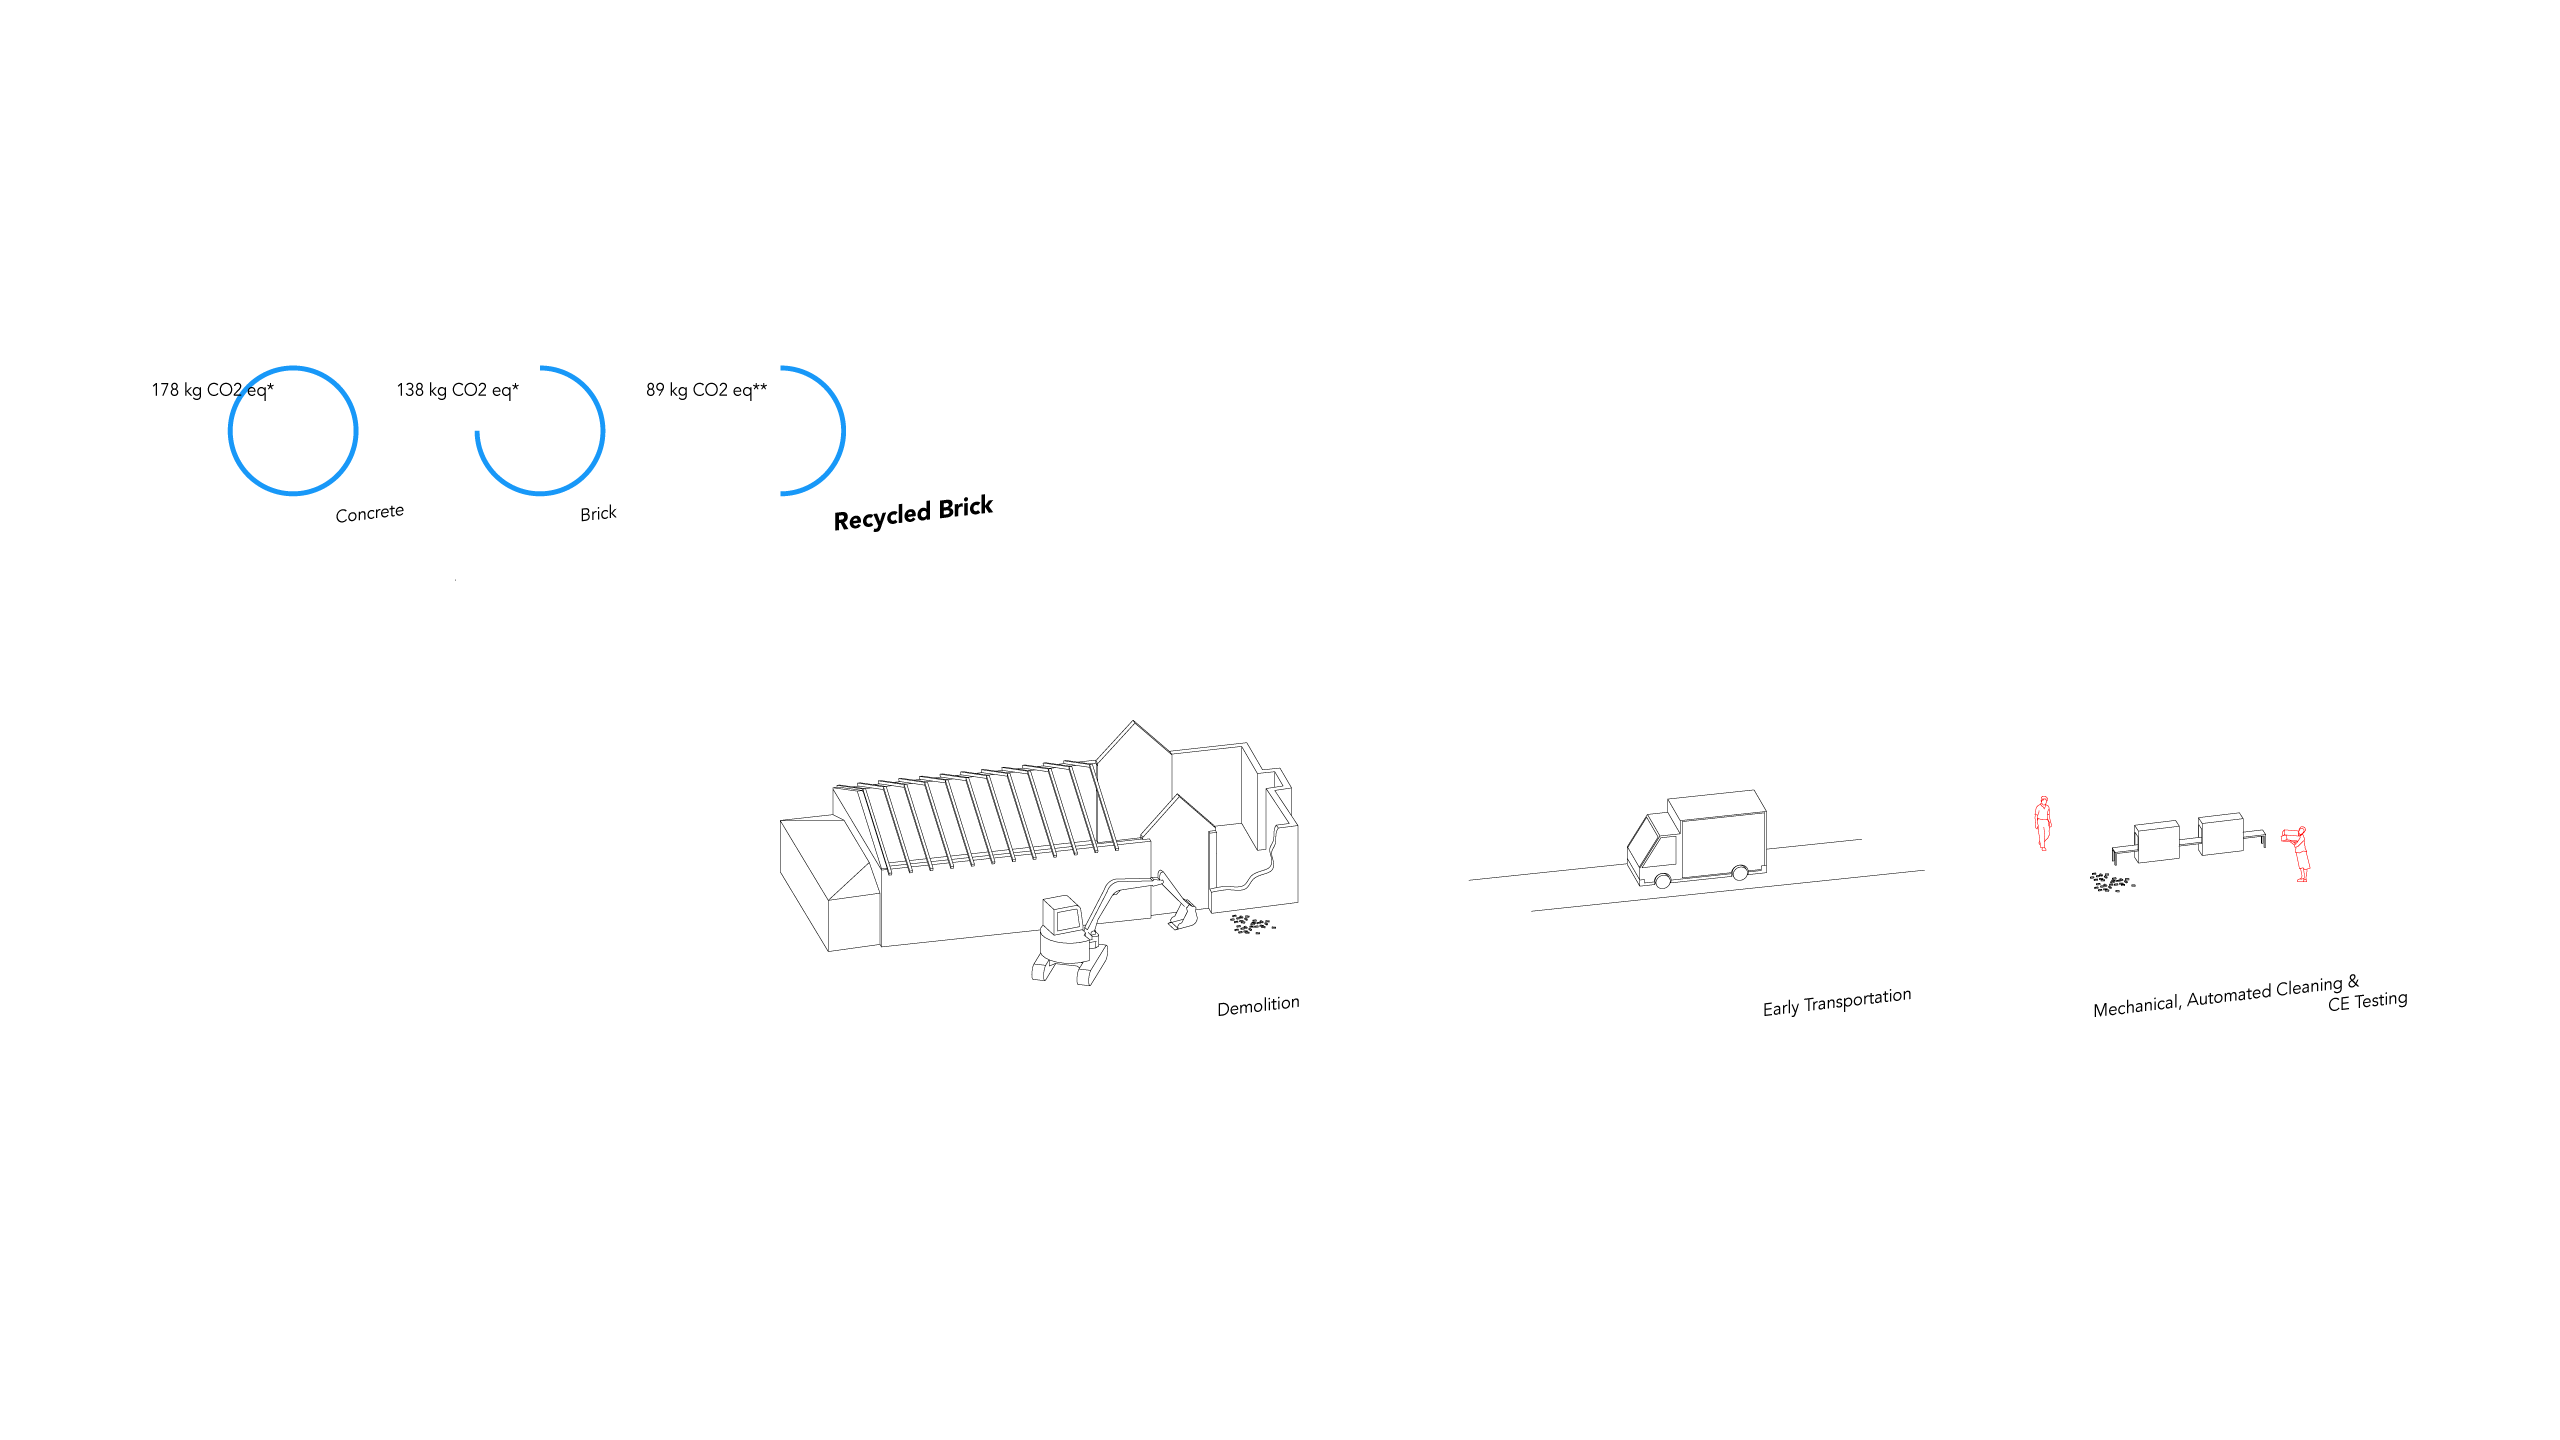 178 kg CO2 eq*
138 kg CO2 eq*
89 kg CO2 eq**
Concrete
Brick
Recycled Brick
Demolition
Early Transportation
Mechanical, Automated Cleaning &
CE Testing